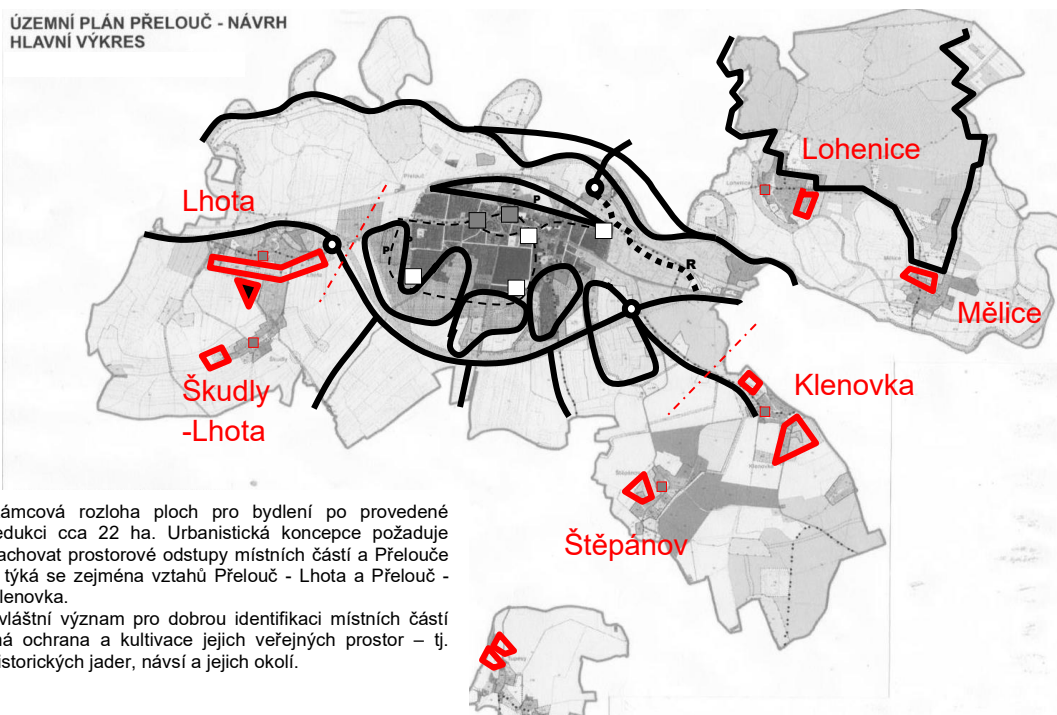 ÚZEMNÍ PLÁN PŘELOUČ - NÁVRH
HLAVNÍ VÝKRES
Lohenice
Lhota
P
P
R
Mělice
Škudly
-Lhota
Klenovka
Štěpánov
ámcová rozloha ploch pro bydlení po provedené
edukci cca 22 ha. Urbanistická koncepce požaduje
achovat prostorové odstupy místních částí a Přelouče
týká se zejména vztahů Přelouč - Lhota a Přelouč -
lenovka.
vláštní význam pro dobrou identifikaci místních částí
ná ochrana a kultivace jejich veřejných prostor – tj.
istorických jader, návsí a jejich okolí.